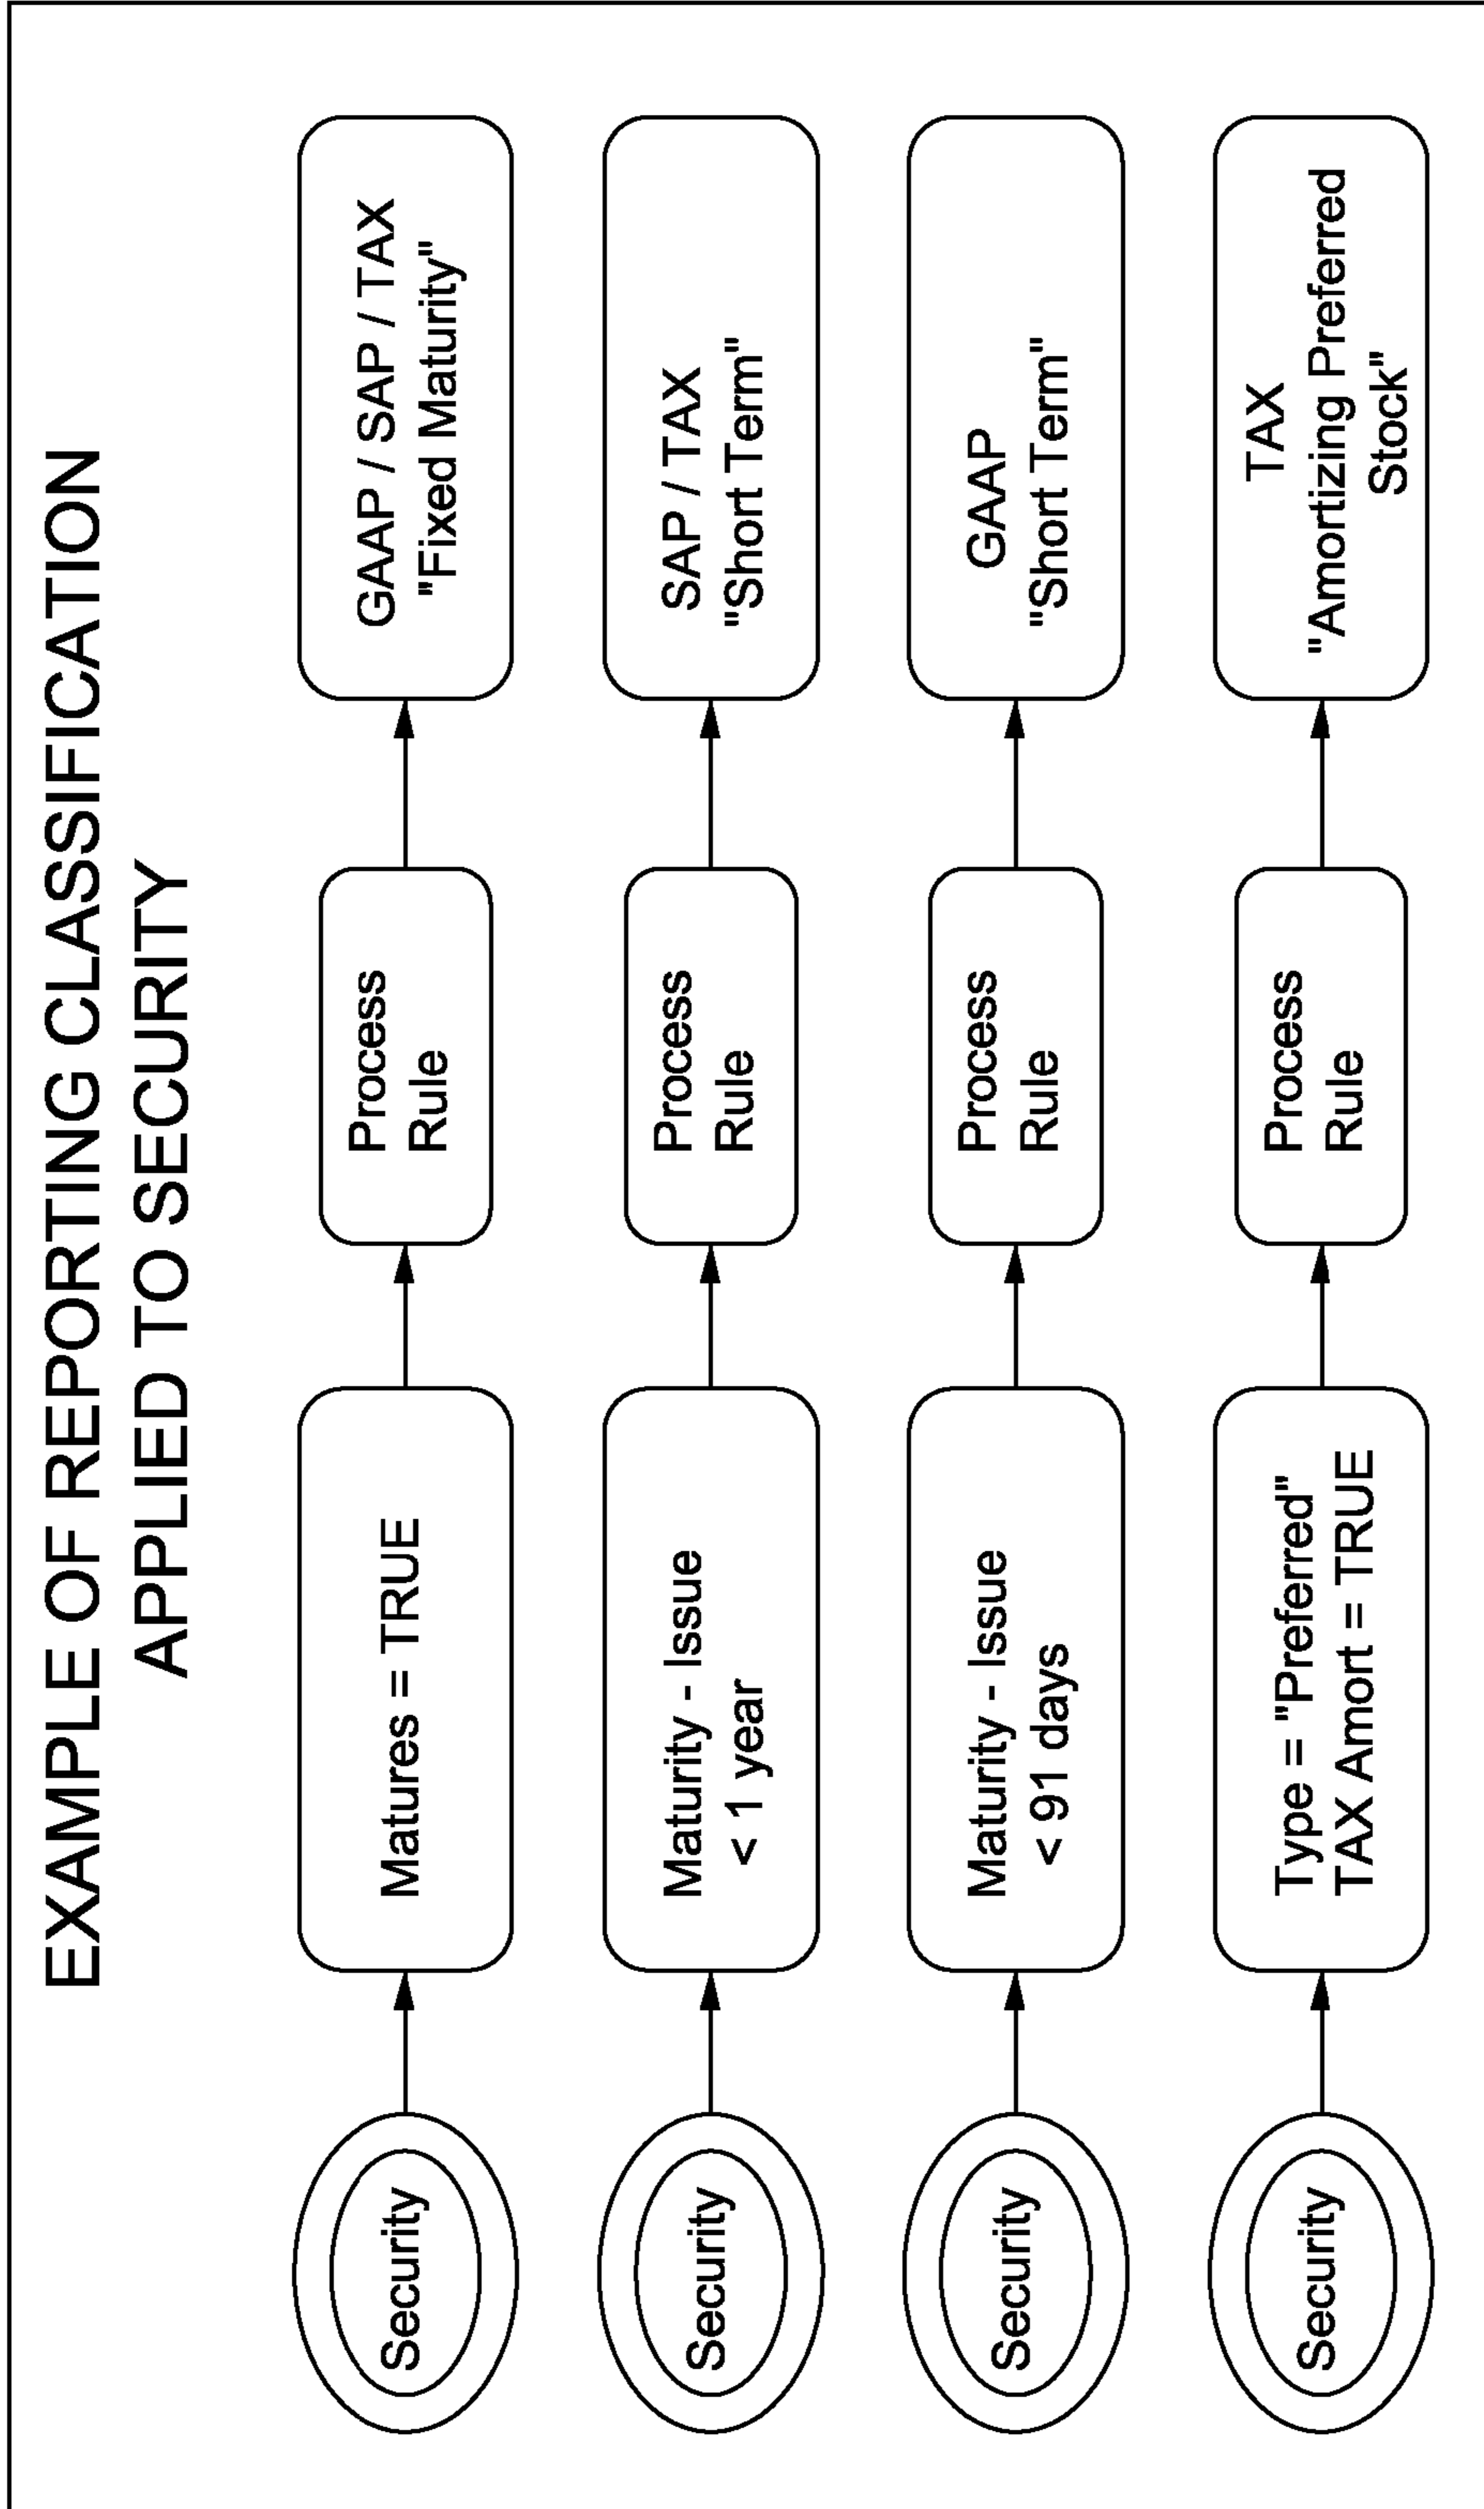 EXAMPLE OF REPORTING CLASSIFICATION
APPLIED TO SECURITY
Security
Matures = TRUE
Process
Rule
GAAP / SAP / TAX
"Fixed Maturity"
Security
Maturity - Issue
< 1 year
Process
Rule
SAP / TAX
"Short Term"
Security
Maturity - Issue
< 91 days
Process
Rule
GAAP
"Short Term"
Security
Type = "Preferred"
TAX Amort = TRUE
Process
Rule
TAX
"Amortizing Preferred
Stock"